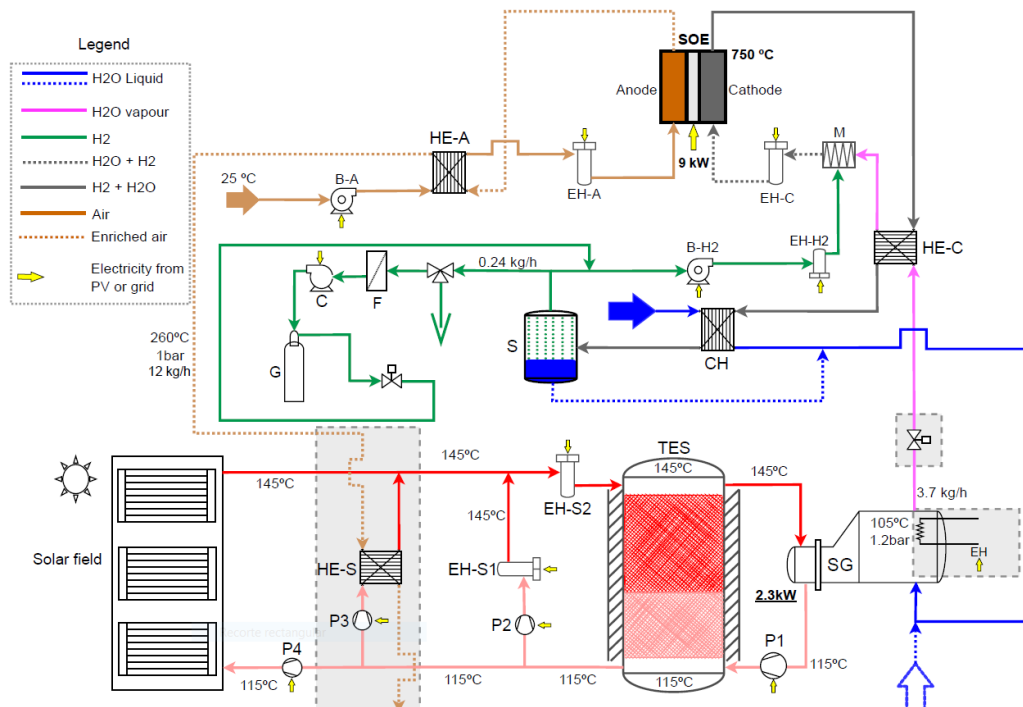 Legend
H2O Liquid
H2O vapour
H2
H2O + H2
H2 + H2O
Air
Enriched air
Electricity from
PV or grid
SOE
750 ºC
Anode
Cathode
9 kW
HE-A
EH-A
EH-C
M
25 ºC
B-A
B-H2
EH-H2
HE-C
0.24 kg/h
C
F
G
S
CH
260ºC
1bar
12 kg/h
Solar field
145ºC
145ºC
145ºC
EH-S2
TES
145ºC
145ºC
3.7 kg/h
105ºC
1.2bar
EH
SG
2.3kW
HE-S
EH-S1
P3
P2
P1
P4
Recorte rectangular
115ºC
115ºC
115ºC
115ºC
115ºC